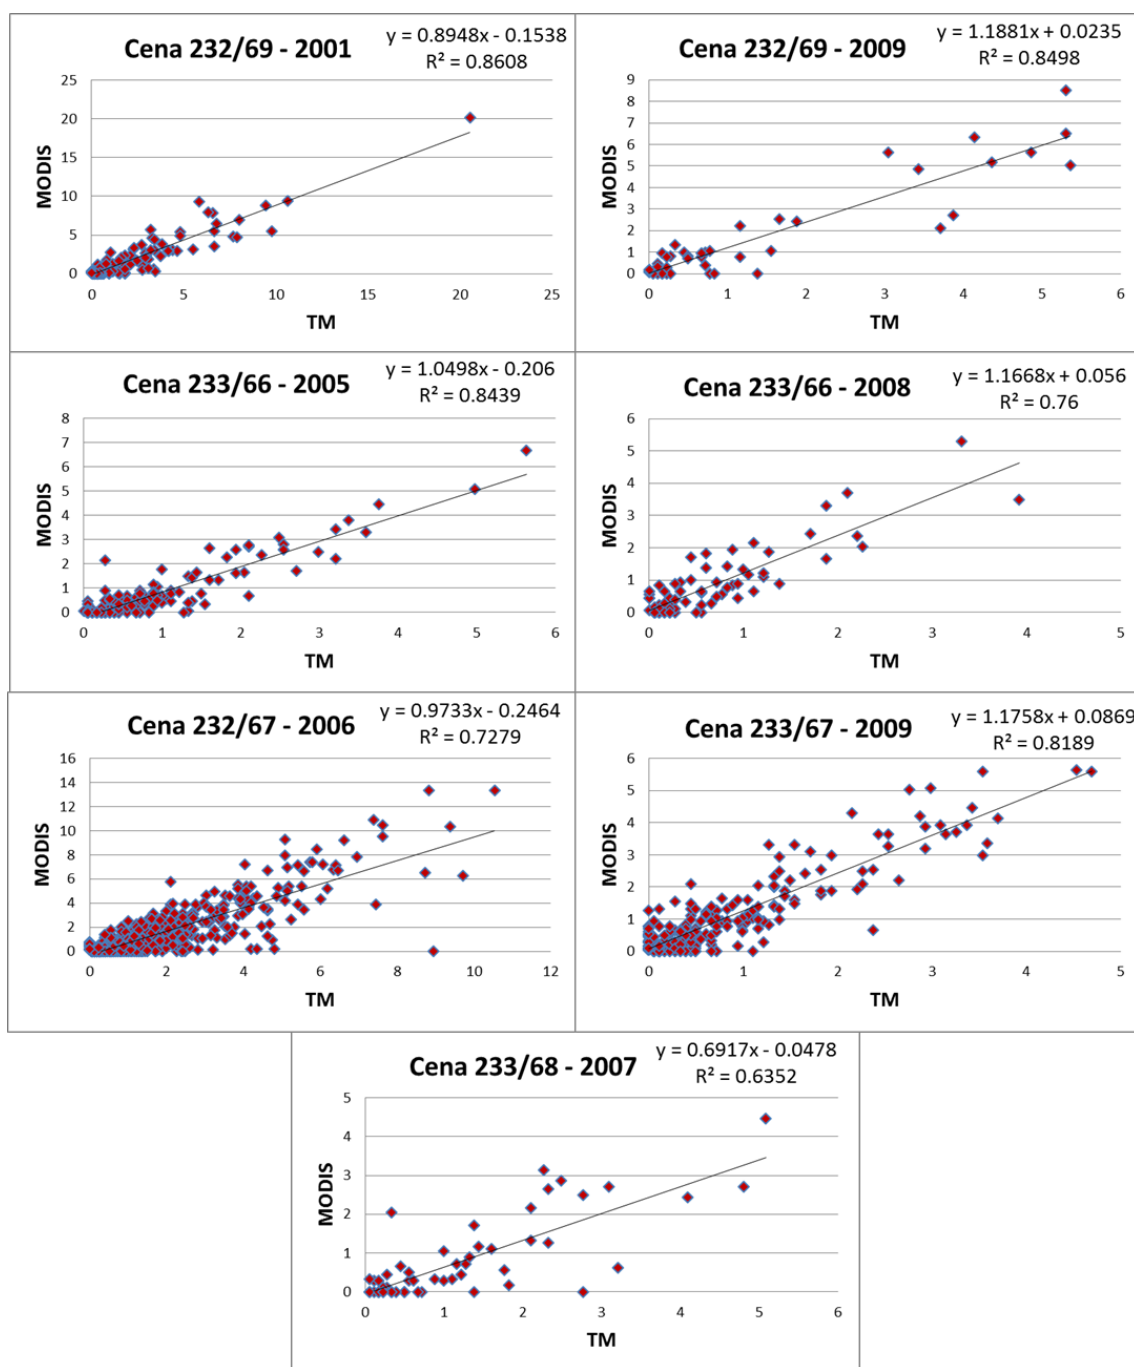 Cena 232/69 - 2001
y = 0.8948x - 0.1538
R² = 0.8608
25
20
15
10
5
0
MODIS
0 5 10 15 20 25
TM
Cena 232/69 - 2009
y = 1.1881x + 0.0235
R² = 0.8498
9
8
7
6
5
4
3
2
1
0
MODIS
0 1 2 3 4 5 6
TM
Cena 233/66 - 2005
y = 1.0498x - 0.206
R² = 0.8439
8
7
6
5
4
3
2
1
0
MODIS
0 1 2 3 4 5 6
TM
Cena 233/66 - 2008
y = 1.1668x + 0.056
R² = 0.76
6
5
4
3
2
1
0
MODIS
0 1 2 3 4 5
TM
Cena 232/67 - 2006
y = 0.9733x - 0.2464
R² = 0.7279
16
14
12
10
8
6
4
2
0
MODIS
0 2 4 6 8 10 12
TM
Cena 233/67 - 2009
y = 1.1758x + 0.0869
R² = 0.8189
6
5
4
3
2
1
0
MODIS
0 1 2 3 4 5
TM
Cena 233/68 - 2007
y = 0.6917x - 0.0478
R² = 0.6352
5
4
3
2
1
0
MODIS
0 1 2 3 4 5 6
TM